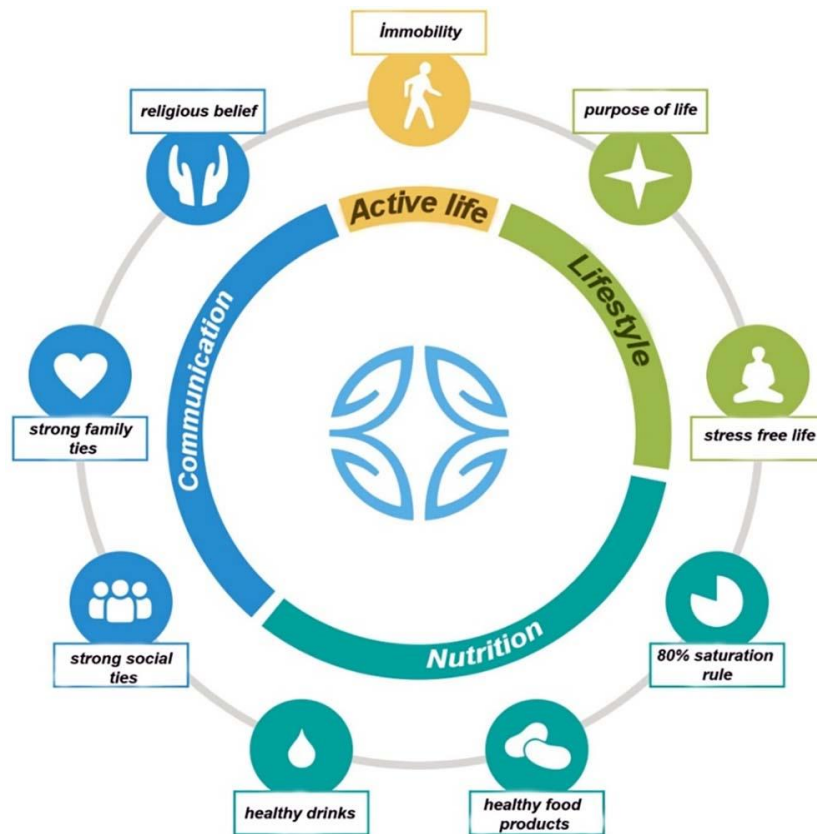 İmmobility
religious belief
purpose of life
Active life
Lifestyle
Communication
strong family
ties
stress free life
strong social
ties
Nutrition
80% saturation
rule
healthy drinks
healthy food
products